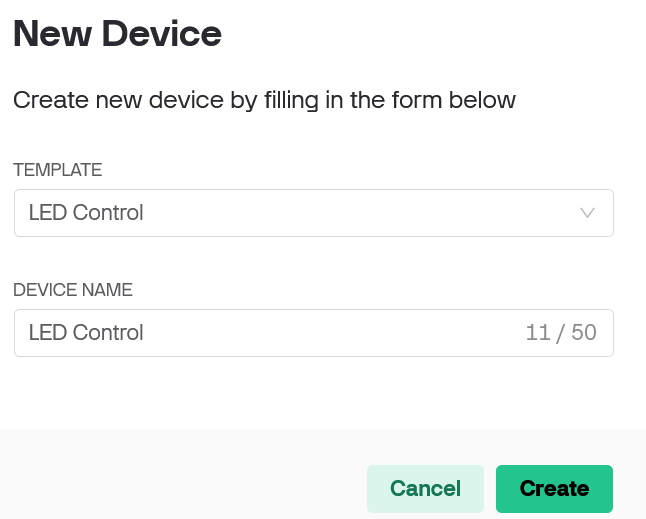 New Device
Create new device by filling in the form below
TEMPLATE
LED Control
DEVICE NAME
LED Control 11 / 50
Cancel Create